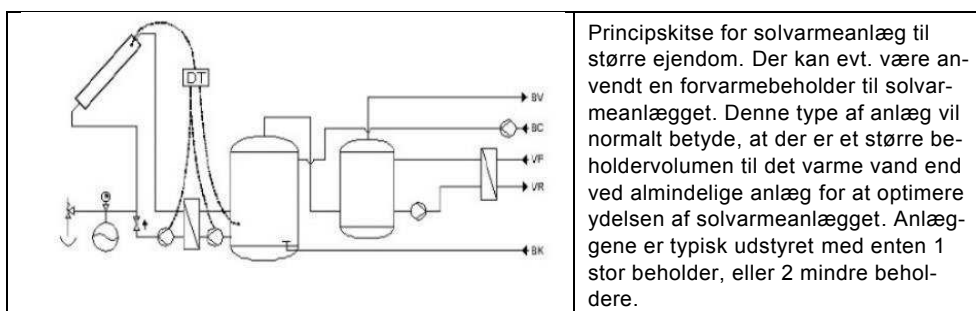 DT
BV
BC
VF
VR
BK
Principskitse for solvarmeanlæg til
større ejendom. Der kan evt. være an-
vendt en forvarmebeholder til solvar-
meanlægget. Denne type af anlæg vil
normalt betyde, at der er et større be-
holdervolumen til det varme vand end
ved almindelige anlæg for at optimere
ydelsen af solvarmeanlægget. Anlæg-
gene er typisk udstyret med enten 1
stor beholder, eller 2 mindre behol-
dere.